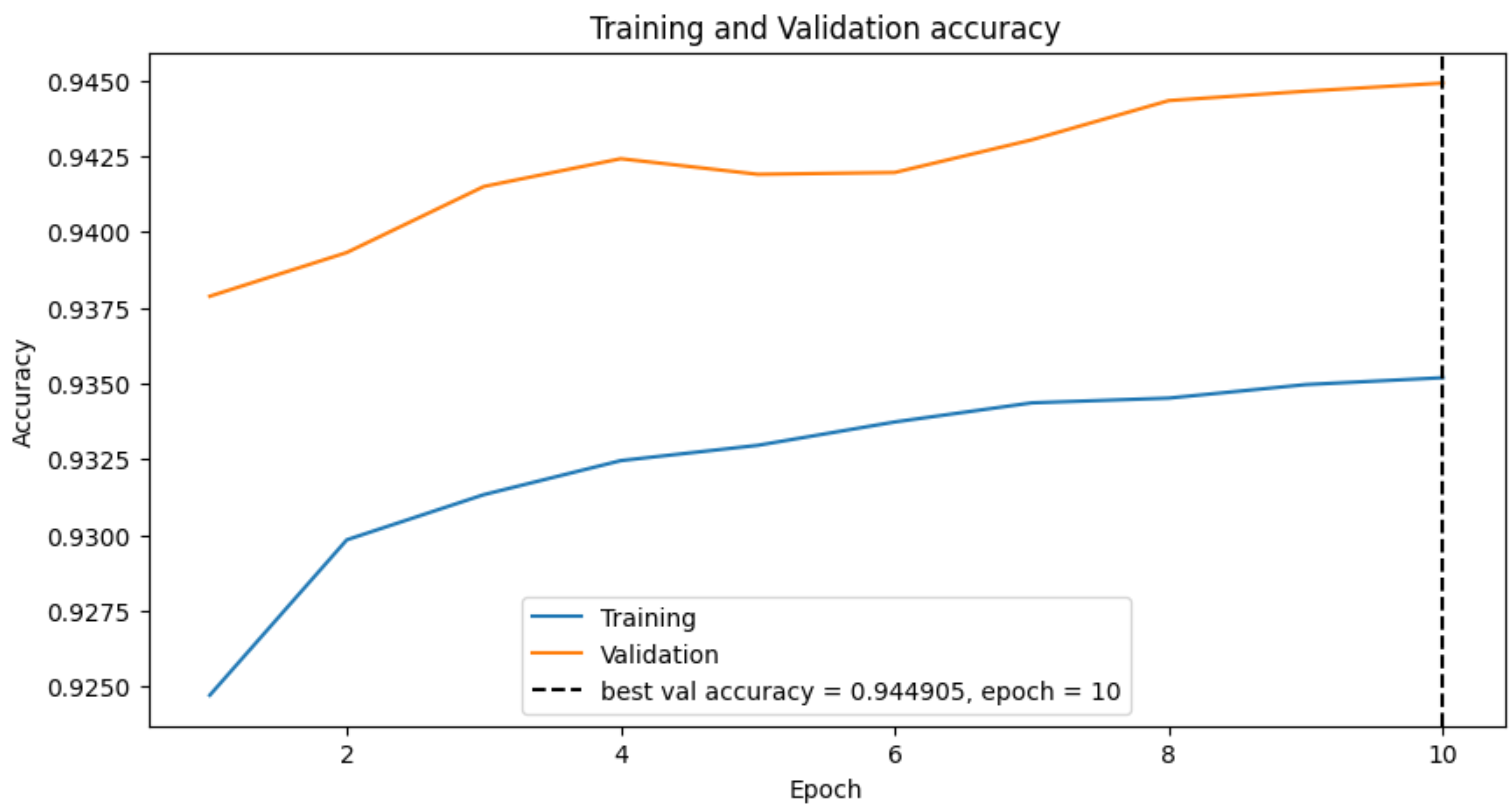 Training and Validation accuracy
0.9450
0.9425
0.9400
0.9375
0.9350
0.9325
0.9300
0.9275
0.9250
Accuracy
Training
Validation
best val accuracy = 0.944905, epoch = 10
2 4 6 8 10
Epoch